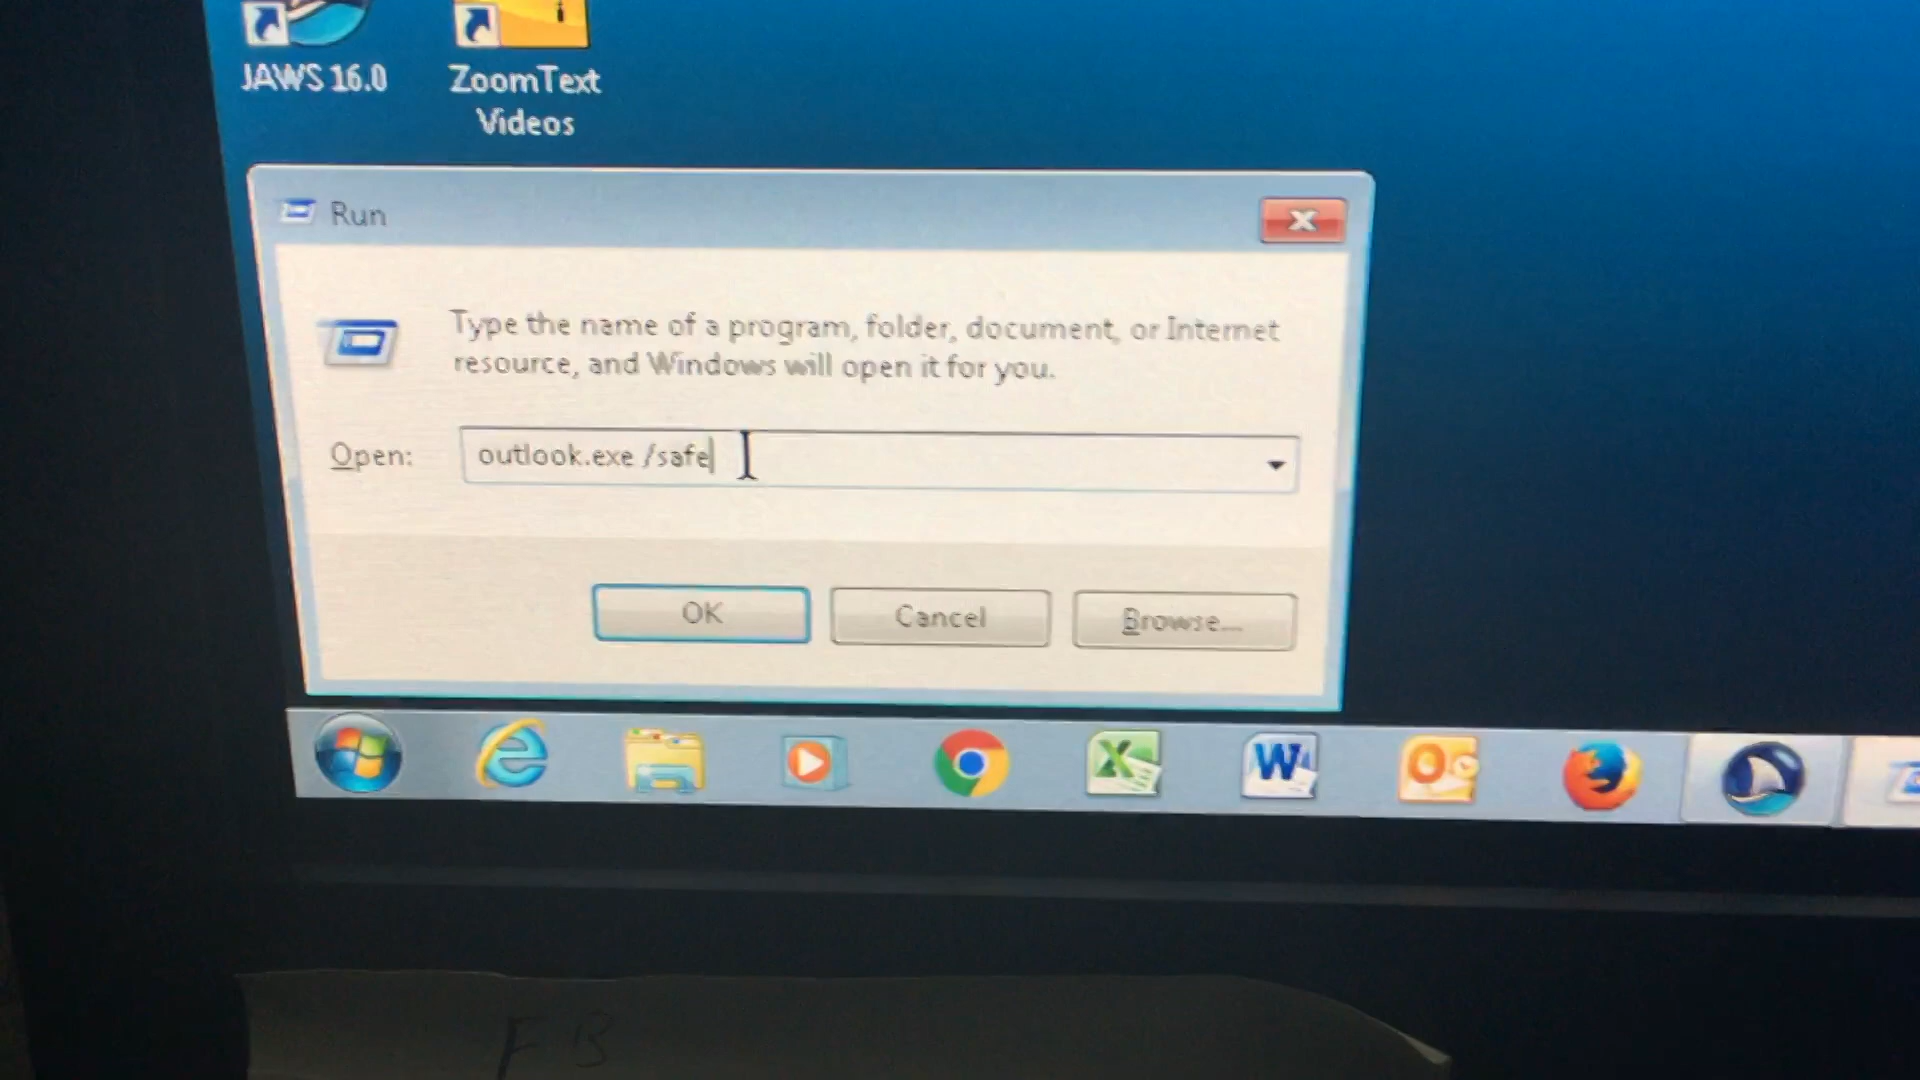 JAWS 16.0
ZoomText
Videos
Run
Type the name of a program, folder, document, or Internet
resource, and Windows will open it for you.
Open:
outlook.exe /safe
OK
Cancel
Browse...
FB